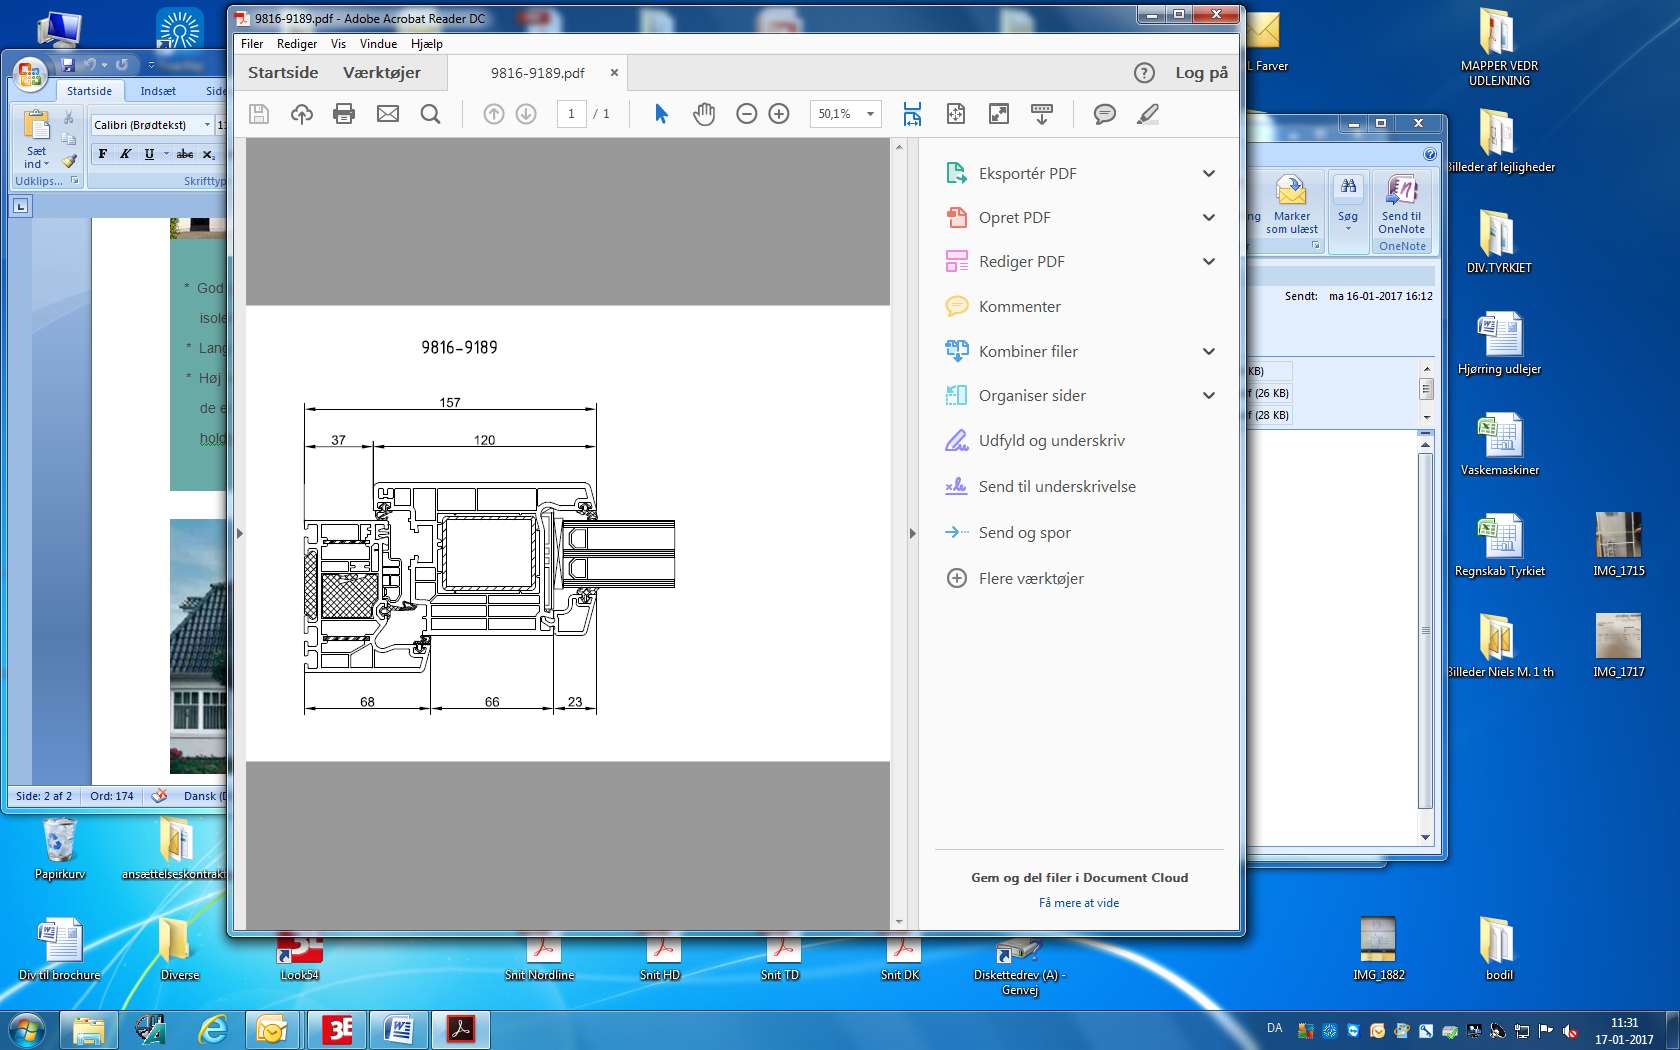 9816-9189.pdf - Adobe Acrobat Reader DC
Filer Rediger Vis Vindue Hjælp
Startside Værktøjer 9816-9189.pdf Log på
1 / 1 50,1%
Eksportér PDF
Opret PDF
Rediger PDF
Kommenter
Kombiner filer
Organiser sider
Udfyld og underskriv
Send til underskrivelse
Send og spor
Flere værktøjer
Gem og del filer i Document Cloud
Få mere at vide
9816-9189
157
37 120
68 66 23
Startside Indsæt Side
Calibri (Brødtekst) 11
Sæt
ind
F K U abc x₂
Udklips... Skrifttyp
* God
isole
* Lang
* Høj
de e
hold
Side: 2 af 2 Ord: 174 Dansk (D
ng Marker
som ulæst
Søg
Send til
OneNote
OneNote
Sendt: ma 16-01-2017 16:12
KB)
f (26 KB)
f (28 KB)
L Farver
MAPPER VEDR
UDLEJNING
Billeder af lejligheder
DIV.TYRKIET
Hjørring udlejer
Vaskemaskiner
Regnskab Tyrkiet
IMG_1715
Billeder Niels M. 1 th
IMG_1717
Papirkurv
ansættelseskontrakt
Div til brochure
Diverse
Look54
Snit Nordline
Snit HD
Snit TD
Snit DK
Diskettedrev (A) -
Genvej
IMG_1882
bodil
DA
11:31
17-01-2017